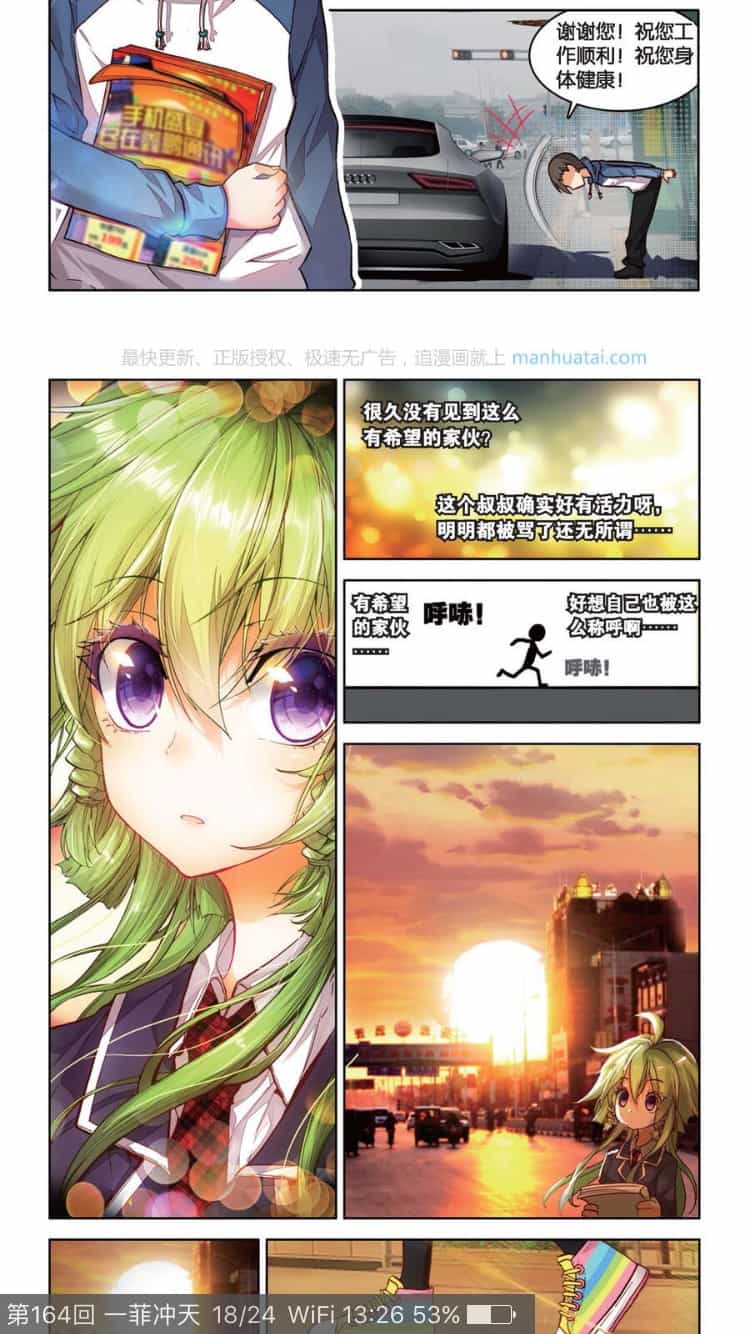 谢谢您！祝您工
作顺利！祝您身
体健康！
手机盛夏
199
299
最快更新、正版授权、极速无广告，追漫画就上 manhuatai.com
很久没有见到这么
有希望的家伙？
这个叔叔确实好有活力呀，
明明都被骂了还无所谓……
有希望
的家伙
……
呼咏！
好想自己也被这
么称呼啊……
呼咏！
第164回 一菲冲天 18/24 WiFi 13:26 53%